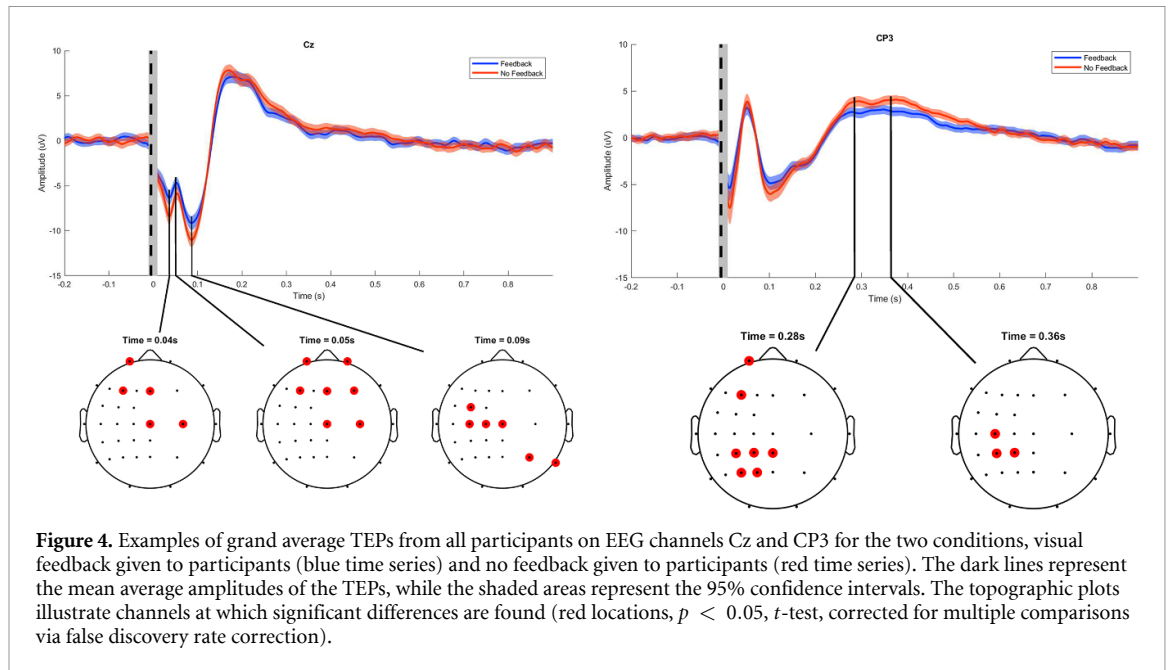 Cz
Feedback
No Feedback
10
5
0
-5
-10
-15
Amplitude (uV)
-0.2
-0.1
0
0.1
0.2
0.3
0.4
0.5
0.6
0.7
0.8
Time (s)
CP3
Feedback
No Feedback
10
5
0
-5
-10
-15
Amplitude (uV)
-0.2
-0.1
0
0.1
0.2
0.3
0.4
0.5
0.6
0.7
0.8
Time (s)
Time = 0.04s
Time = 0.05s
Time = 0.09s
Time = 0.28s
Time = 0.36s
Figure 4. Examples of grand average TEPs from all participants on EEG channels Cz and CP3 for the two conditions, visual
feedback given to participants (blue time series) and no feedback given to participants (red time series). The dark lines represent
the mean average amplitudes of the TEPs, while the shaded areas represent the 95% confidence intervals. The topographic plots
illustrate channels at which significant differences are found (red locations, p < 0.05, t-test, corrected for multiple comparisons
via false discovery rate correction).